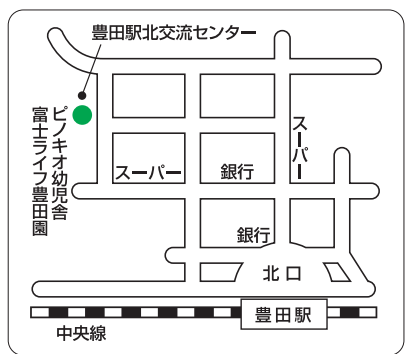 豊田駅北交流センター
ピノキオ幼児舎
富士ライフ豊田園
スーパー
銀行
スーパー
銀行
北口
豊田駅
中央線